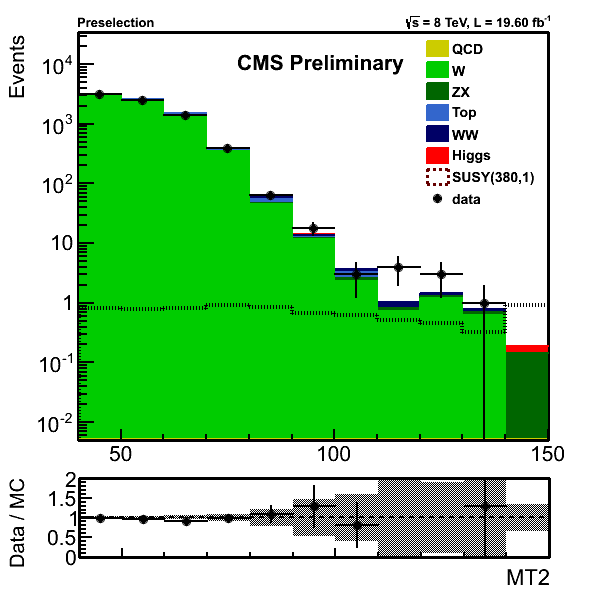 Preselection
√s = 8 TeV, L = 19.60 fb⁻¹
Events
CMS Preliminary
QCD
W
ZX
Top
WW
Higgs
SUSY(380,1)
data
10⁴
10³
10²
10
1
10⁻¹
10⁻²
50
100
150
Data / MC
2
1.5
1
0.5
0
MT2